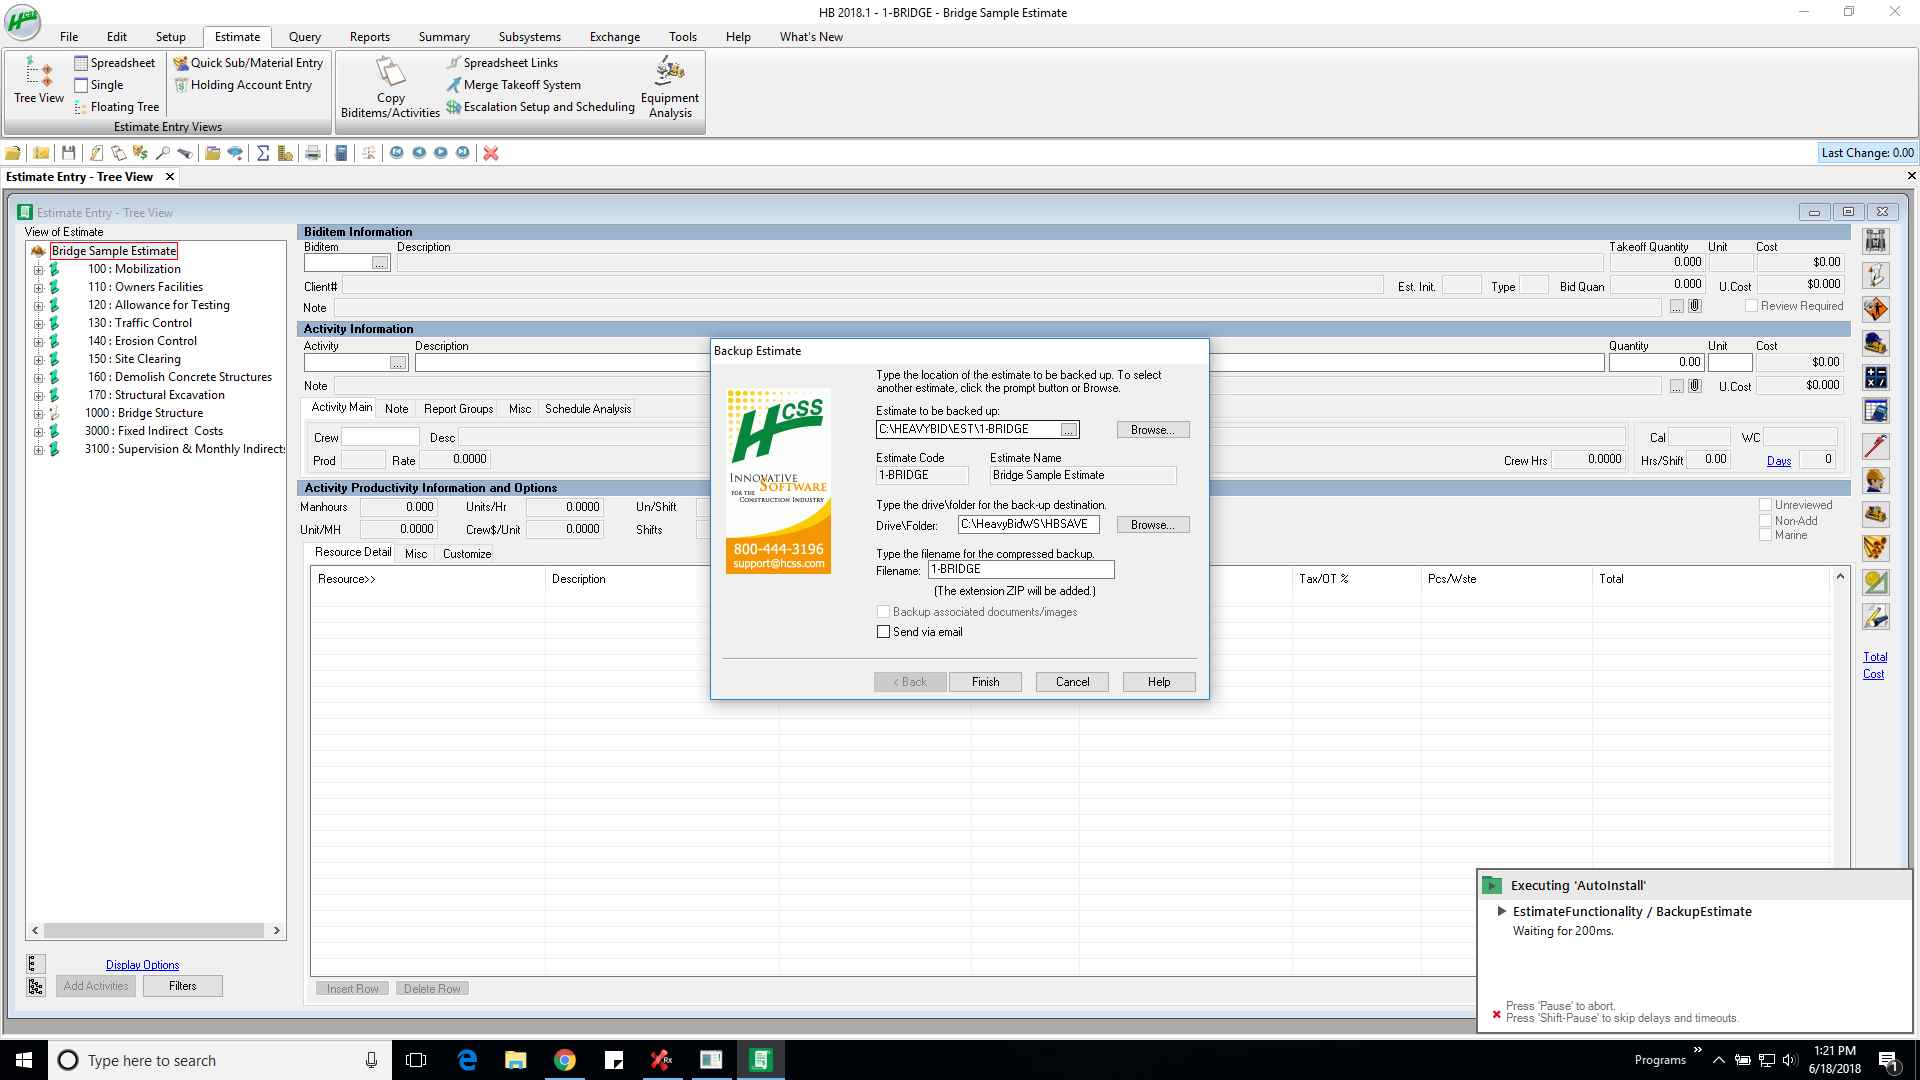 HB 2018.1 - 1-BRIDGE - Bridge Sample Estimate
File Edit Setup Estimate Query Reports Summary Subsystems Exchange Tools Help What's New
Tree View
Spreadsheet
Single
Floating Tree
Quick Sub/Material Entry
Holding Account Entry
Estimate Entry Views
Copy
Biditems/Activities
Spreadsheet Links
Merge Takeoff System
Escalation Setup and Scheduling
Equipment
Analysis
Last Change: 0.00
Estimate Entry - Tree View
Estimate Entry - Tree View
View of Estimate
Bridge Sample Estimate
100 : Mobilization
110 : Owners Facilities
120 : Allowance for Testing
130 : Traffic Control
140 : Erosion Control
150 : Site Clearing
160 : Demolish Concrete Structures
170 : Structural Excavation
1000 : Bridge Structure
3000 : Fixed Indirect Costs
3100 : Supervision & Monthly Indirect
Display Options
Add Activities Filters
Biditem Information
Biditem Description Takeoff Quantity Unit Cost
... 0.000 $0.00
Client# Est. Init. Type Bid Quan 0.000 U.Cost $0.000
Note ... Review Required
Activity Information
Activity Description Quantity Unit Cost
... 0.00 $0.00
Note ... U.Cost $0.000
Activity Main Note Report Groups Misc Schedule Analysis
Crew Desc Cal WC
Prod Rate 0.0000 Crew Hrs 0.0000 Hrs/Shift 0.00 Days 0
Activity Productivity Information and Options
Manhours 0.000 Units/Hr 0.0000 Un/Shift Unreviewed
Non-Add
Unit/MH 0.0000 Crew$/Unit 0.0000 Shifts Marine
Resource Detail Misc Customize
Resource>> Description Tax/OT % Pcs/Wste Total
Insert Row Delete Row
Total
Cost
Backup Estimate
HCSS
INNOVATIVE
SOFTWARE
FOR THE
CONSTRUCTION INDUSTRY
800-444-3196
support@hcss.com
Type the location of the estimate to be backed up. To select
another estimate, click the prompt button or Browse.
Estimate to be backed up:
C:\HEAVYBID\EST\1-BRIDGE ... Browse...
Estimate Code Estimate Name
1-BRIDGE Bridge Sample Estimate
Type the drive\folder for the back-up destination.
Drive\Folder: C:\HeavyBidWS\HBSAVE Browse...
Type the filename for the compressed backup.
Filename: 1-BRIDGE
(The extension ZIP will be added.)
Backup associated documents/images
Send via email
< Back Finish Cancel Help
Executing 'AutoInstall'
EstimateFunctionality / BackupEstimate
Waiting for 200ms.
Press 'Pause' to abort.
Press 'Shift-Pause' to skip delays and timeouts.
Type here to search
Programs
1:21 PM
6/18/2018
1